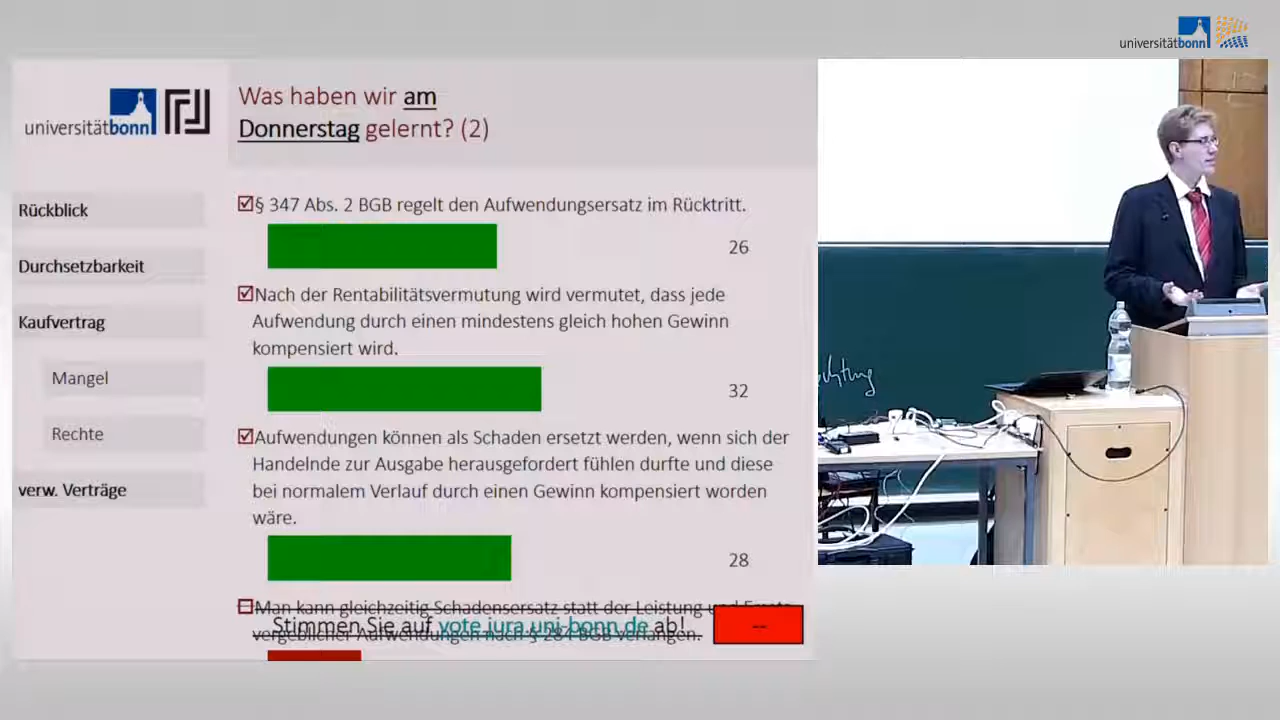 universitätbonn
universitätbonn
Was haben wir am
Donnerstag gelernt? (2)
Rückblick
Durchsetzbarkeit
Kaufvertrag
Mangel
Rechte
verw. Verträge
§ 347 Abs. 2 BGB regelt den Aufwendungsersatz im Rücktritt.
26
Nach der Rentabilitätsvermutung wird vermutet, dass jede
Aufwendung durch einen mindestens gleich hohen Gewinn
kompensiert wird.
32
Aufwendungen können als Schaden ersetzt werden, wenn sich der
Handelnde zur Ausgabe herausgefordert fühlen durfte und diese
bei normalem Verlauf durch einen Gewinn kompensiert worden
wäre.
28
Man kann gleichzeitig Schadensersatz statt der Leistung und Ersatz
vergeblicher Aufwendungen nach § 284 BGB verlangen.
Stimmen Sie auf vote.jura.uni-bonn.de ab!
--